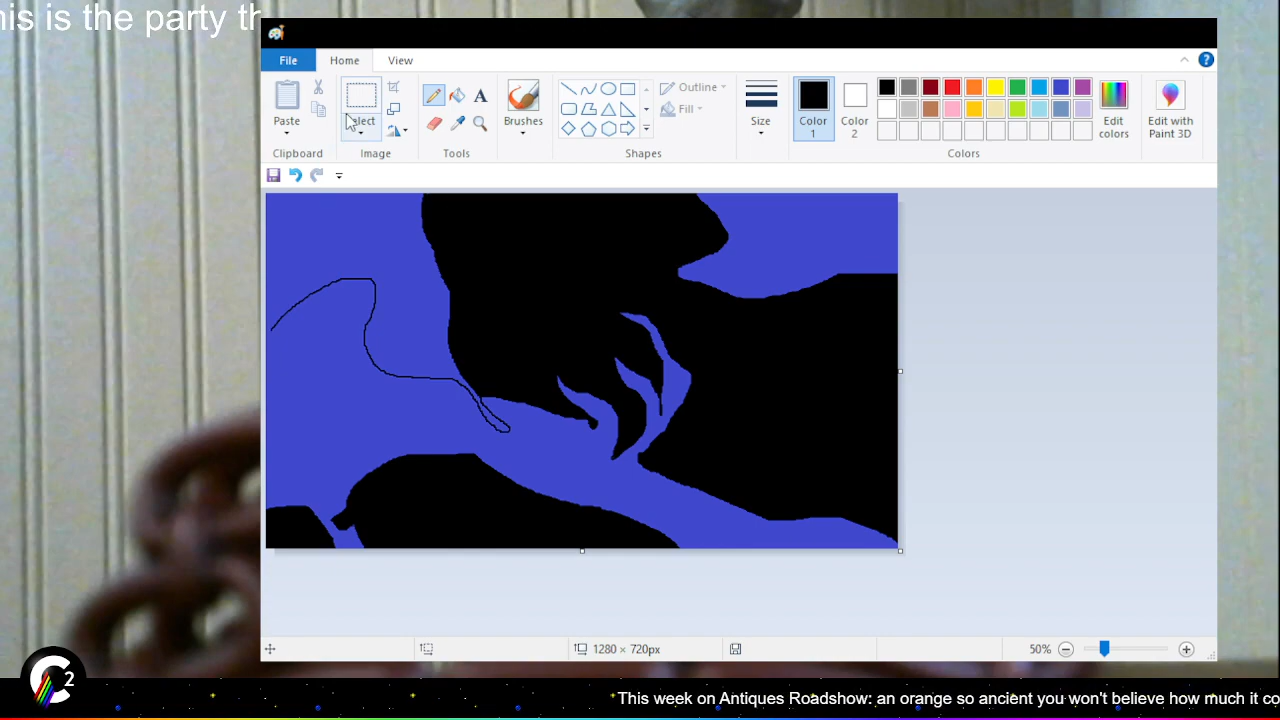 his is the party th
File
Home
View
Paste
Select
Brushes
Outline
Fill
Size
Color
1
Color
2
Edit
colors
Edit with
Paint 3D
Clipboard
Image
Tools
Shapes
Colors
A
?
1280 × 720px
50%
2
This week on Antiques Roadshow: an orange so ancient you won't believe how much it co